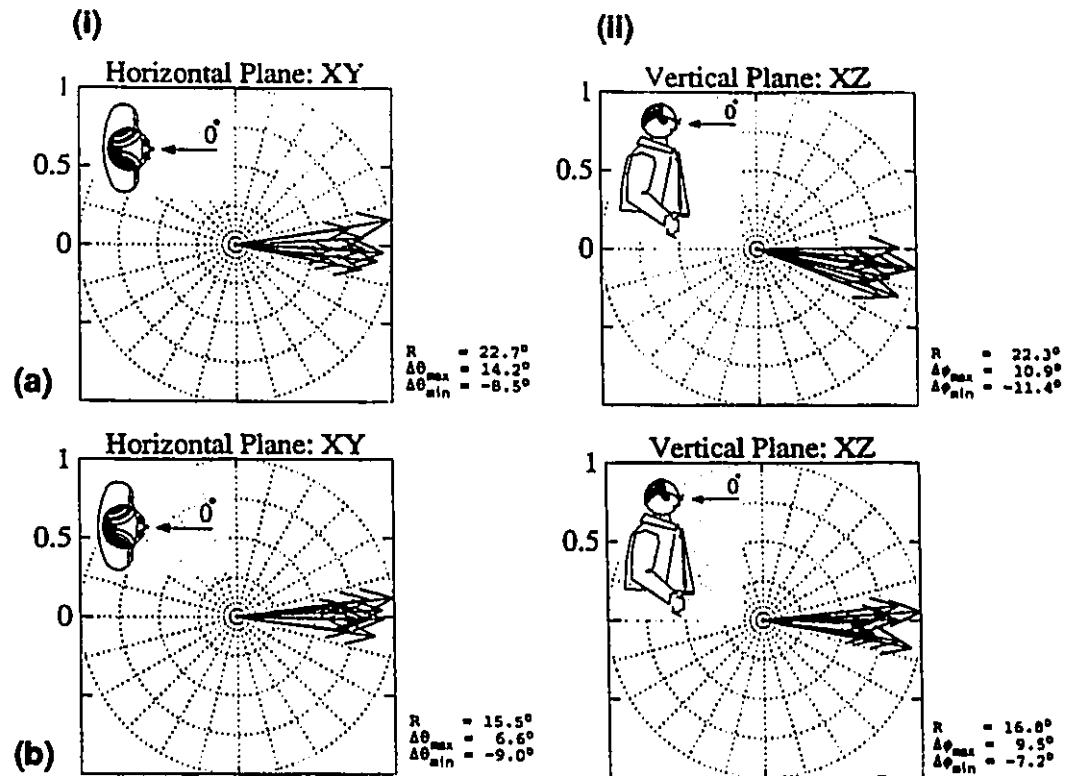 (i)
(ii)
Horizontal Plane: XY
Vertical Plane: XZ
1
0.5
0
0°
1
0.5
0
0°
(a)
R = 22.7°
Δθmax = 14.2°
Δθmin = -8.5°
R = 22.3°
Δφmax = 10.9°
Δφmin = -11.4°
Horizontal Plane: XY
Vertical Plane: XZ
1
0.5
0
0°
1
0.5
0
0°
(b)
R = 15.5°
Δθmax = 6.6°
Δθmin = -9.0°
R = 16.8°
Δφmax = 9.5°
Δφmin = -7.2°